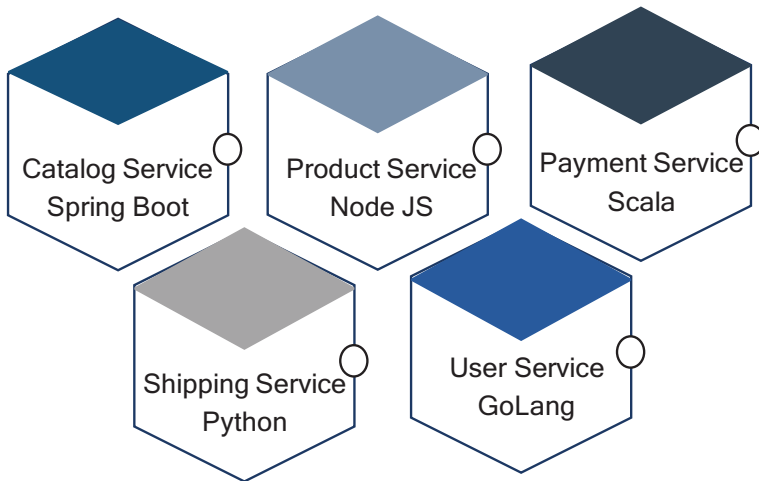 Catalog Service
Spring Boot
Product Service
Node JS
Payment Service
Scala
Shipping Service
Python
User Service
GoLang